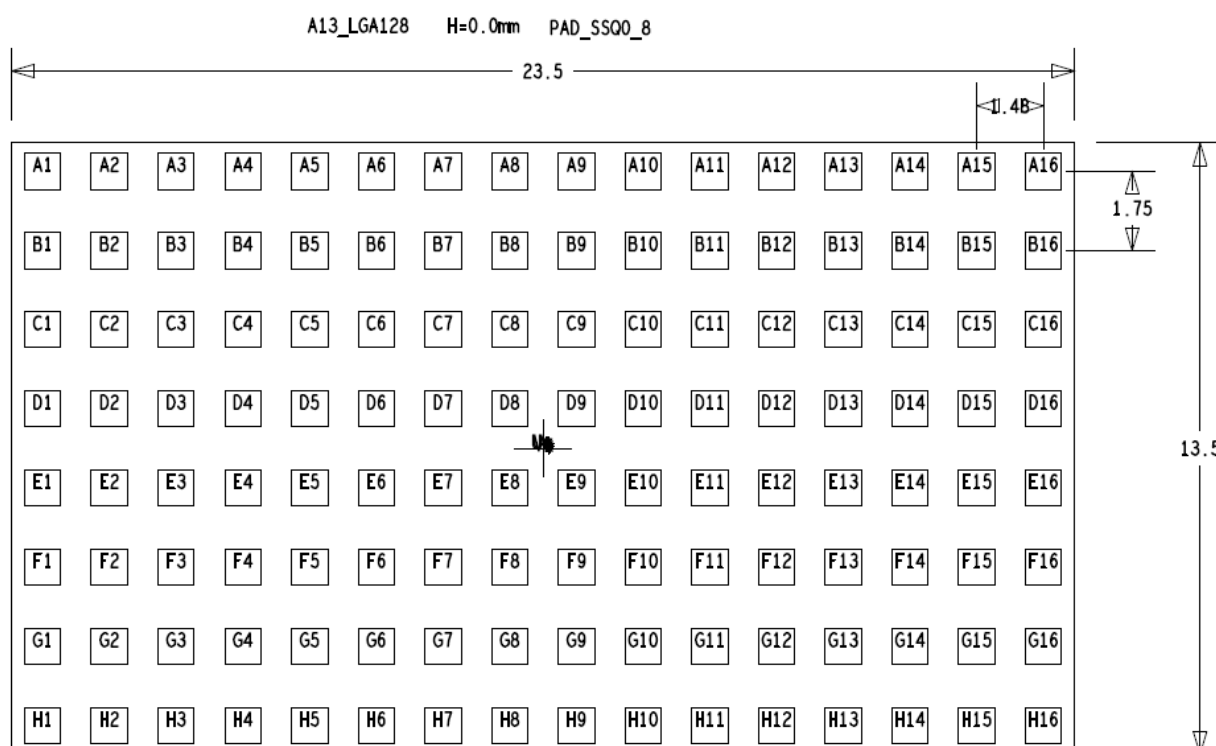 A13_LGA128 H=0.0mm PAD_SSQ0_8
23.5
1.48
A1 A2 A3 A4 A5 A6 A7 A8 A9 A10 A11 A12 A13 A14 A15 A16
1.75
B1 B2 B3 B4 B5 B6 B7 B8 B9 B10 B11 B12 B13 B14 B15 B16
C1 C2 C3 C4 C5 C6 C7 C8 C9 C10 C11 C12 C13 C14 C15 C16
D1 D2 D3 D4 D5 D6 D7 D8 D9 D10 D11 D12 D13 D14 D15 D16
13.5
E1 E2 E3 E4 E5 E6 E7 E8 E9 E10 E11 E12 E13 E14 E15 E16
F1 F2 F3 F4 F5 F6 F7 F8 F9 F10 F11 F12 F13 F14 F15 F16
G1 G2 G3 G4 G5 G6 G7 G8 G9 G10 G11 G12 G13 G14 G15 G16
H1 H2 H3 H4 H5 H6 H7 H8 H9 H10 H11 H12 H13 H14 H15 H16